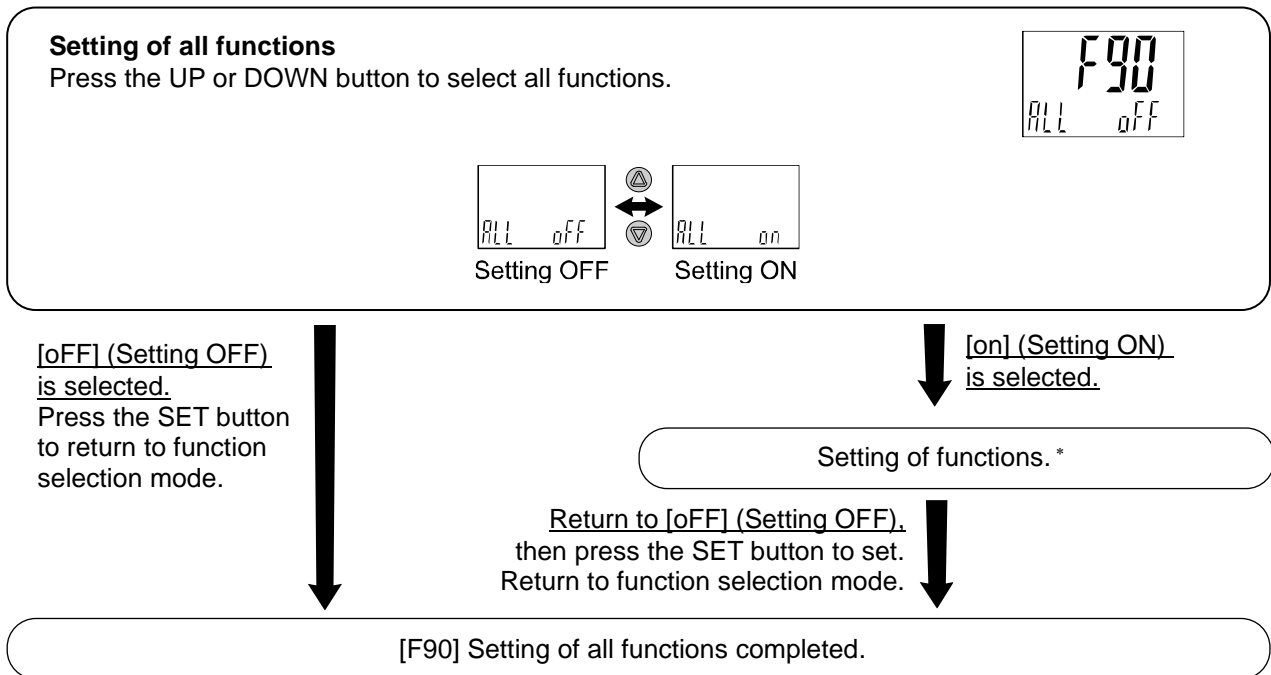 Setting of all functions
Press the UP or DOWN button to select all functions.
F90
ALL oFF
ALL oFF
ALL on
Setting OFF
Setting ON
[oFF] (Setting OFF)
is selected.
Press the SET button
to return to function
selection mode.
[on] (Setting ON)
is selected.
Setting of functions. *
Return to [oFF] (Setting OFF),
then press the SET button to set.
Return to function selection mode.
[F90] Setting of all functions completed.